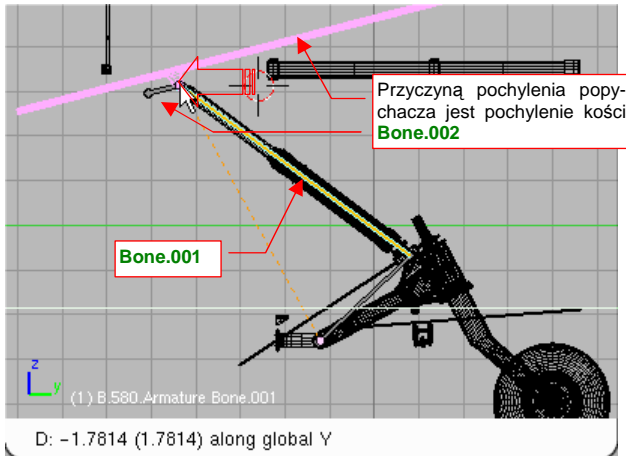 Przyczyną pochylenia popy-
chacza jest pochylenie kości
Bone.002
Bone.001
z
y
(1) B.580.Armature Bone.001
D: -1.7814 (1.7814) along global Y